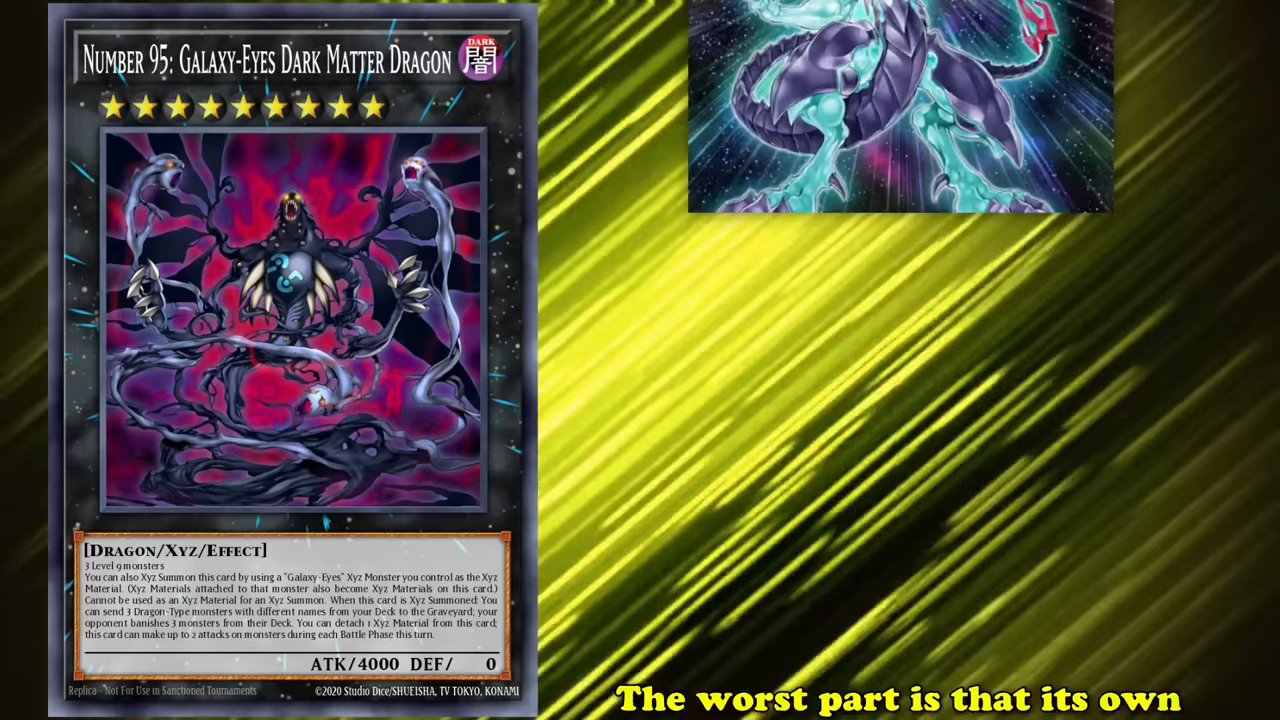 Number 95: Galaxy-Eyes Dark Matter Dragon
DARK
闇
[Dragon/Xyz/Effect]
3 Level 9 monsters
You can also Xyz Summon this card by using a "Galaxy-Eyes" Xyz Monster you control as the Xyz
Material. (Xyz Materials attached to that monster also become Xyz Materials on this card.)
Cannot be used as an Xyz Material for an Xyz Summon. When this card is Xyz Summoned: You
can send 3 Dragon-Type monsters with different names from your Deck to the Graveyard; your
opponent banishes 3 monsters from their Deck. You can detach 1 Xyz Material from this card;
this card can make up to 2 attacks on monsters during each Battle Phase this turn.
ATK/4000 DEF/ 0
Replica - Not For Use in Sanctioned Tournaments
©2020 Studio Dice/SHUEISHA, TV TOKYO, KONAMI
The worst part is that its own